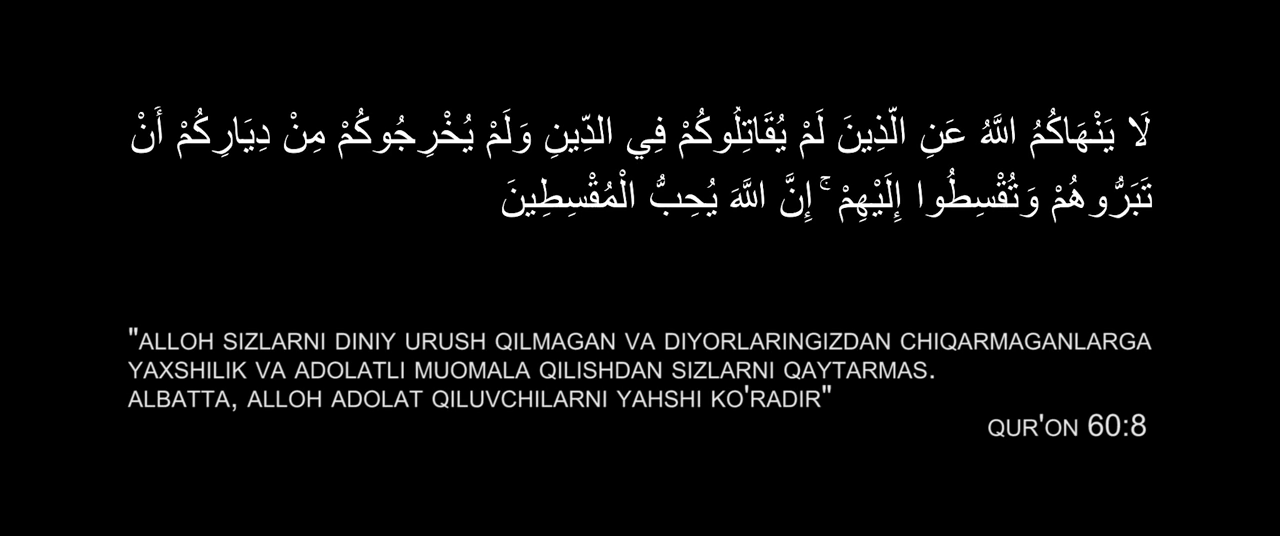 لَا يَنْهَاكُمُ اللَّهُ عَنِ الَّذِينَ لَمْ يُقَاتِلُوكُمْ فِي الدِّينِ وَلَمْ يُخْرِجُوكُمْ مِنْ دِيَارِكُمْ أَنْ
تَبَرُّوهُمْ وَتُقْسِطُوا إِلَيْهِمْ ۚ إِنَّ اللَّهَ يُحِبُّ الْمُقْسِطِينَ
"ALLOH SIZLARNI DINIY URUSH QILMAGAN VA DIYORLARINGIZDAN CHIQARMAGANLARGA
YAXSHILIK VA ADOLATLI MUOMALA QILISHDAN SIZLARNI QAYTARMAS.
ALBATTA, ALLOH ADOLAT QILUVCHILARNI YAHSHI KO'RADIR"
QUR'ON 60:8